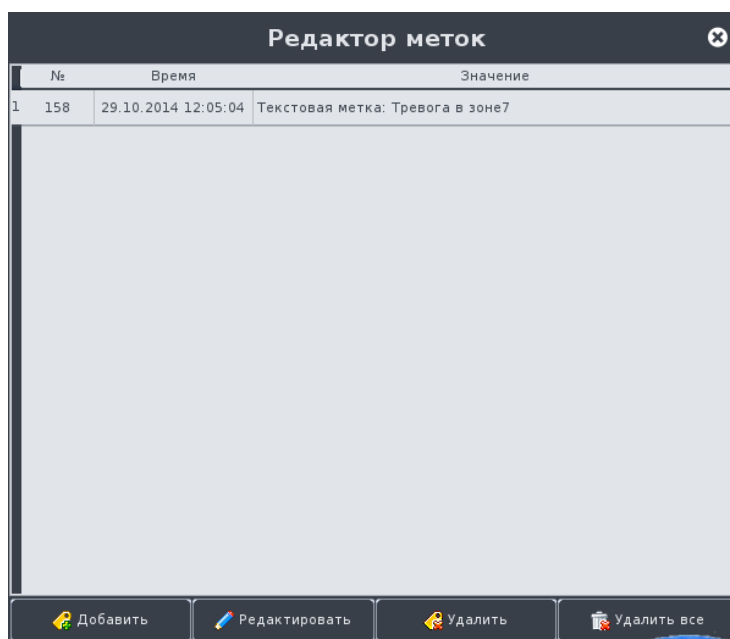 Редактор меток
№ Время Значение
1 158 29.10.2014 12:05:04 Текстовая метка: Тревога в зоне7
Добавить Редактировать Удалить Удалить все